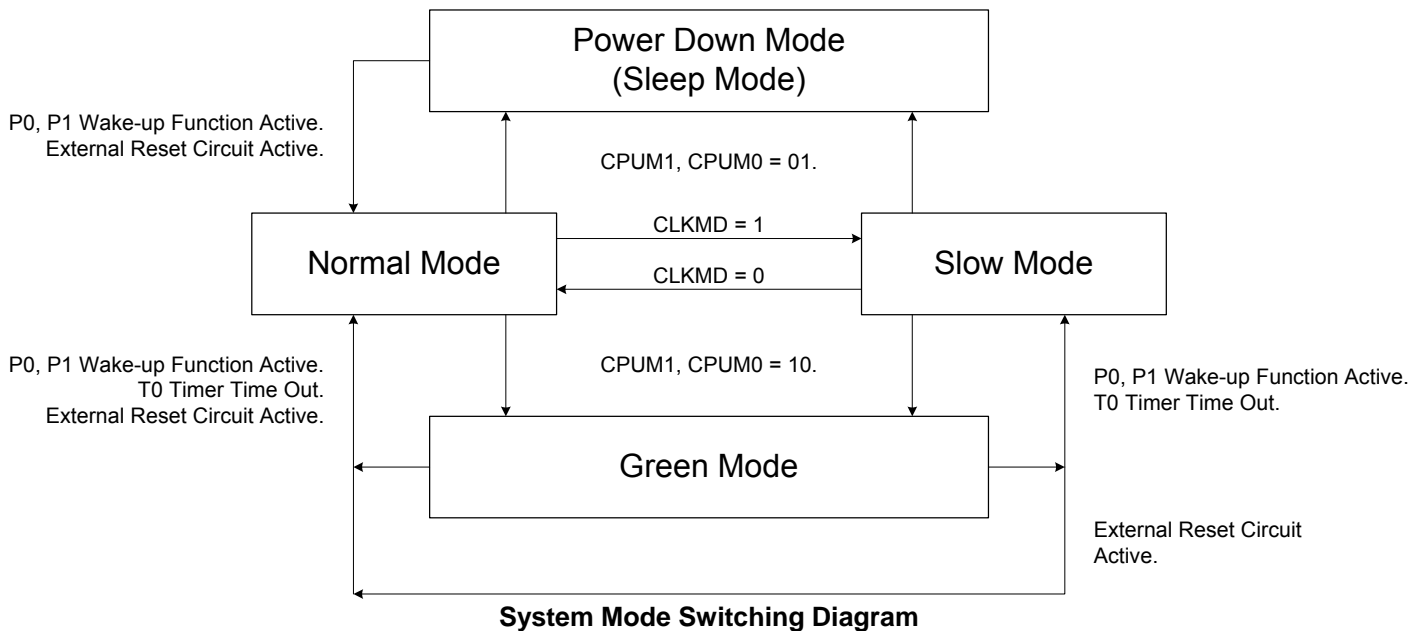 Power Down Mode
(Sleep Mode)
P0, P1 Wake-up Function Active.
External Reset Circuit Active.
CPUM1, CPUM0 = 01.
CLKMD = 1
Normal Mode
Slow Mode
CLKMD = 0
P0, P1 Wake-up Function Active.
T0 Timer Time Out.
External Reset Circuit Active.
CPUM1, CPUM0 = 10.
P0, P1 Wake-up Function Active.
T0 Timer Time Out.
Green Mode
External Reset Circuit
Active.
System Mode Switching Diagram